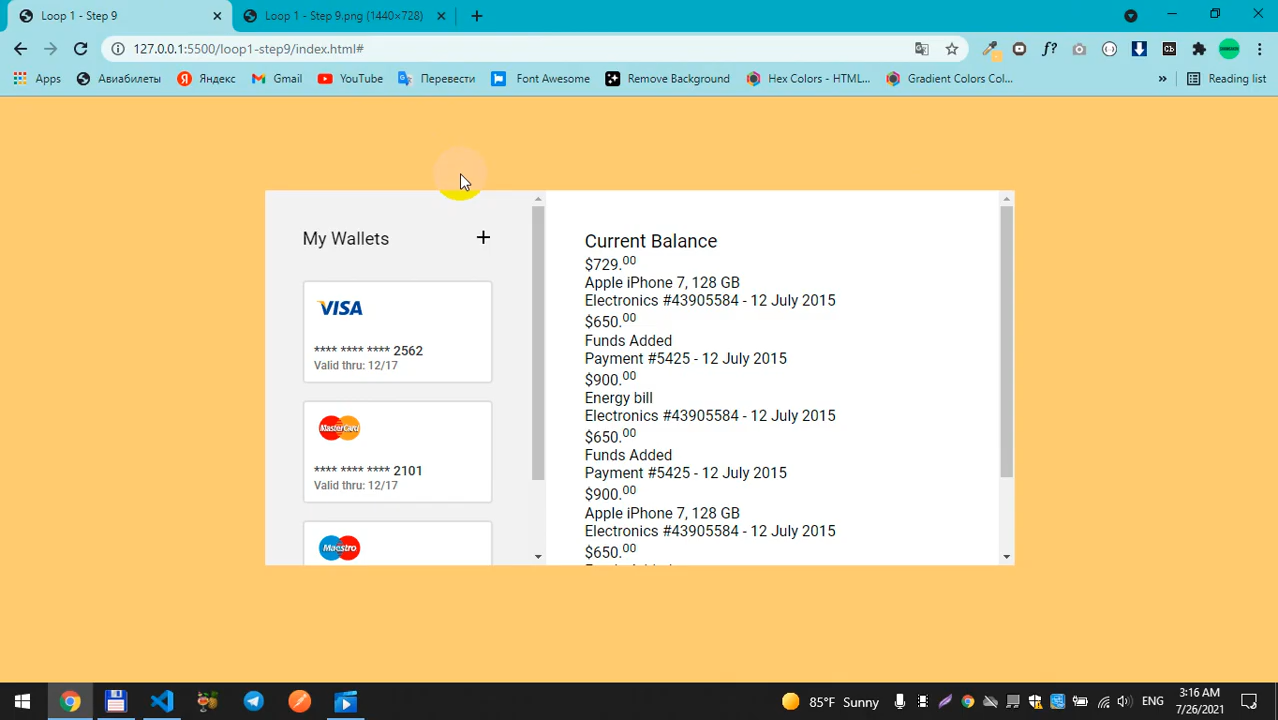 Loop 1 - Step 9
Loop 1 - Step 9.png (1440×728)
127.0.0.1:5500/loop1-step9/index.html#
Apps
Авиабилеты
Яндекс
Gmail
YouTube
Перевести
Font Awesome
Remove Background
Hex Colors - HTML...
Gradient Colors Col...
»
Reading list
My Wallets
VISA
**** **** **** 2562
Valid thru: 12/17
MasterCard
**** **** **** 2101
Valid thru: 12/17
Maestro
Current Balance
$729.00
Apple iPhone 7, 128 GB
Electronics #43905584 - 12 July 2015
$650.00
Funds Added
Payment #5425 - 12 July 2015
$900.00
Energy bill
Electronics #43905584 - 12 July 2015
$650.00
Funds Added
Payment #5425 - 12 July 2015
$900.00
Apple iPhone 7, 128 GB
Electronics #43905584 - 12 July 2015
$650.00
85°F Sunny
ENG
3:16 AM
7/26/2021